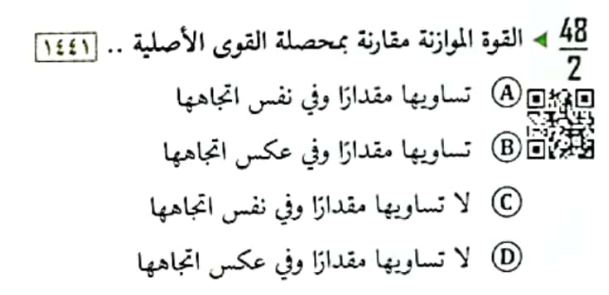 48/2 ◄ القوة الموازنة مقارنة بمحصلة القوى الأصلية .. ١٤٤١
A تساويها مقدارًا وفي نفس اتجاهها
B تساويها مقدارًا وفي عكس اتجاهها
C لا تساويها مقدارًا وفي نفس اتجاهها
D لا تساويها مقدارًا وفي عكس اتجاهها